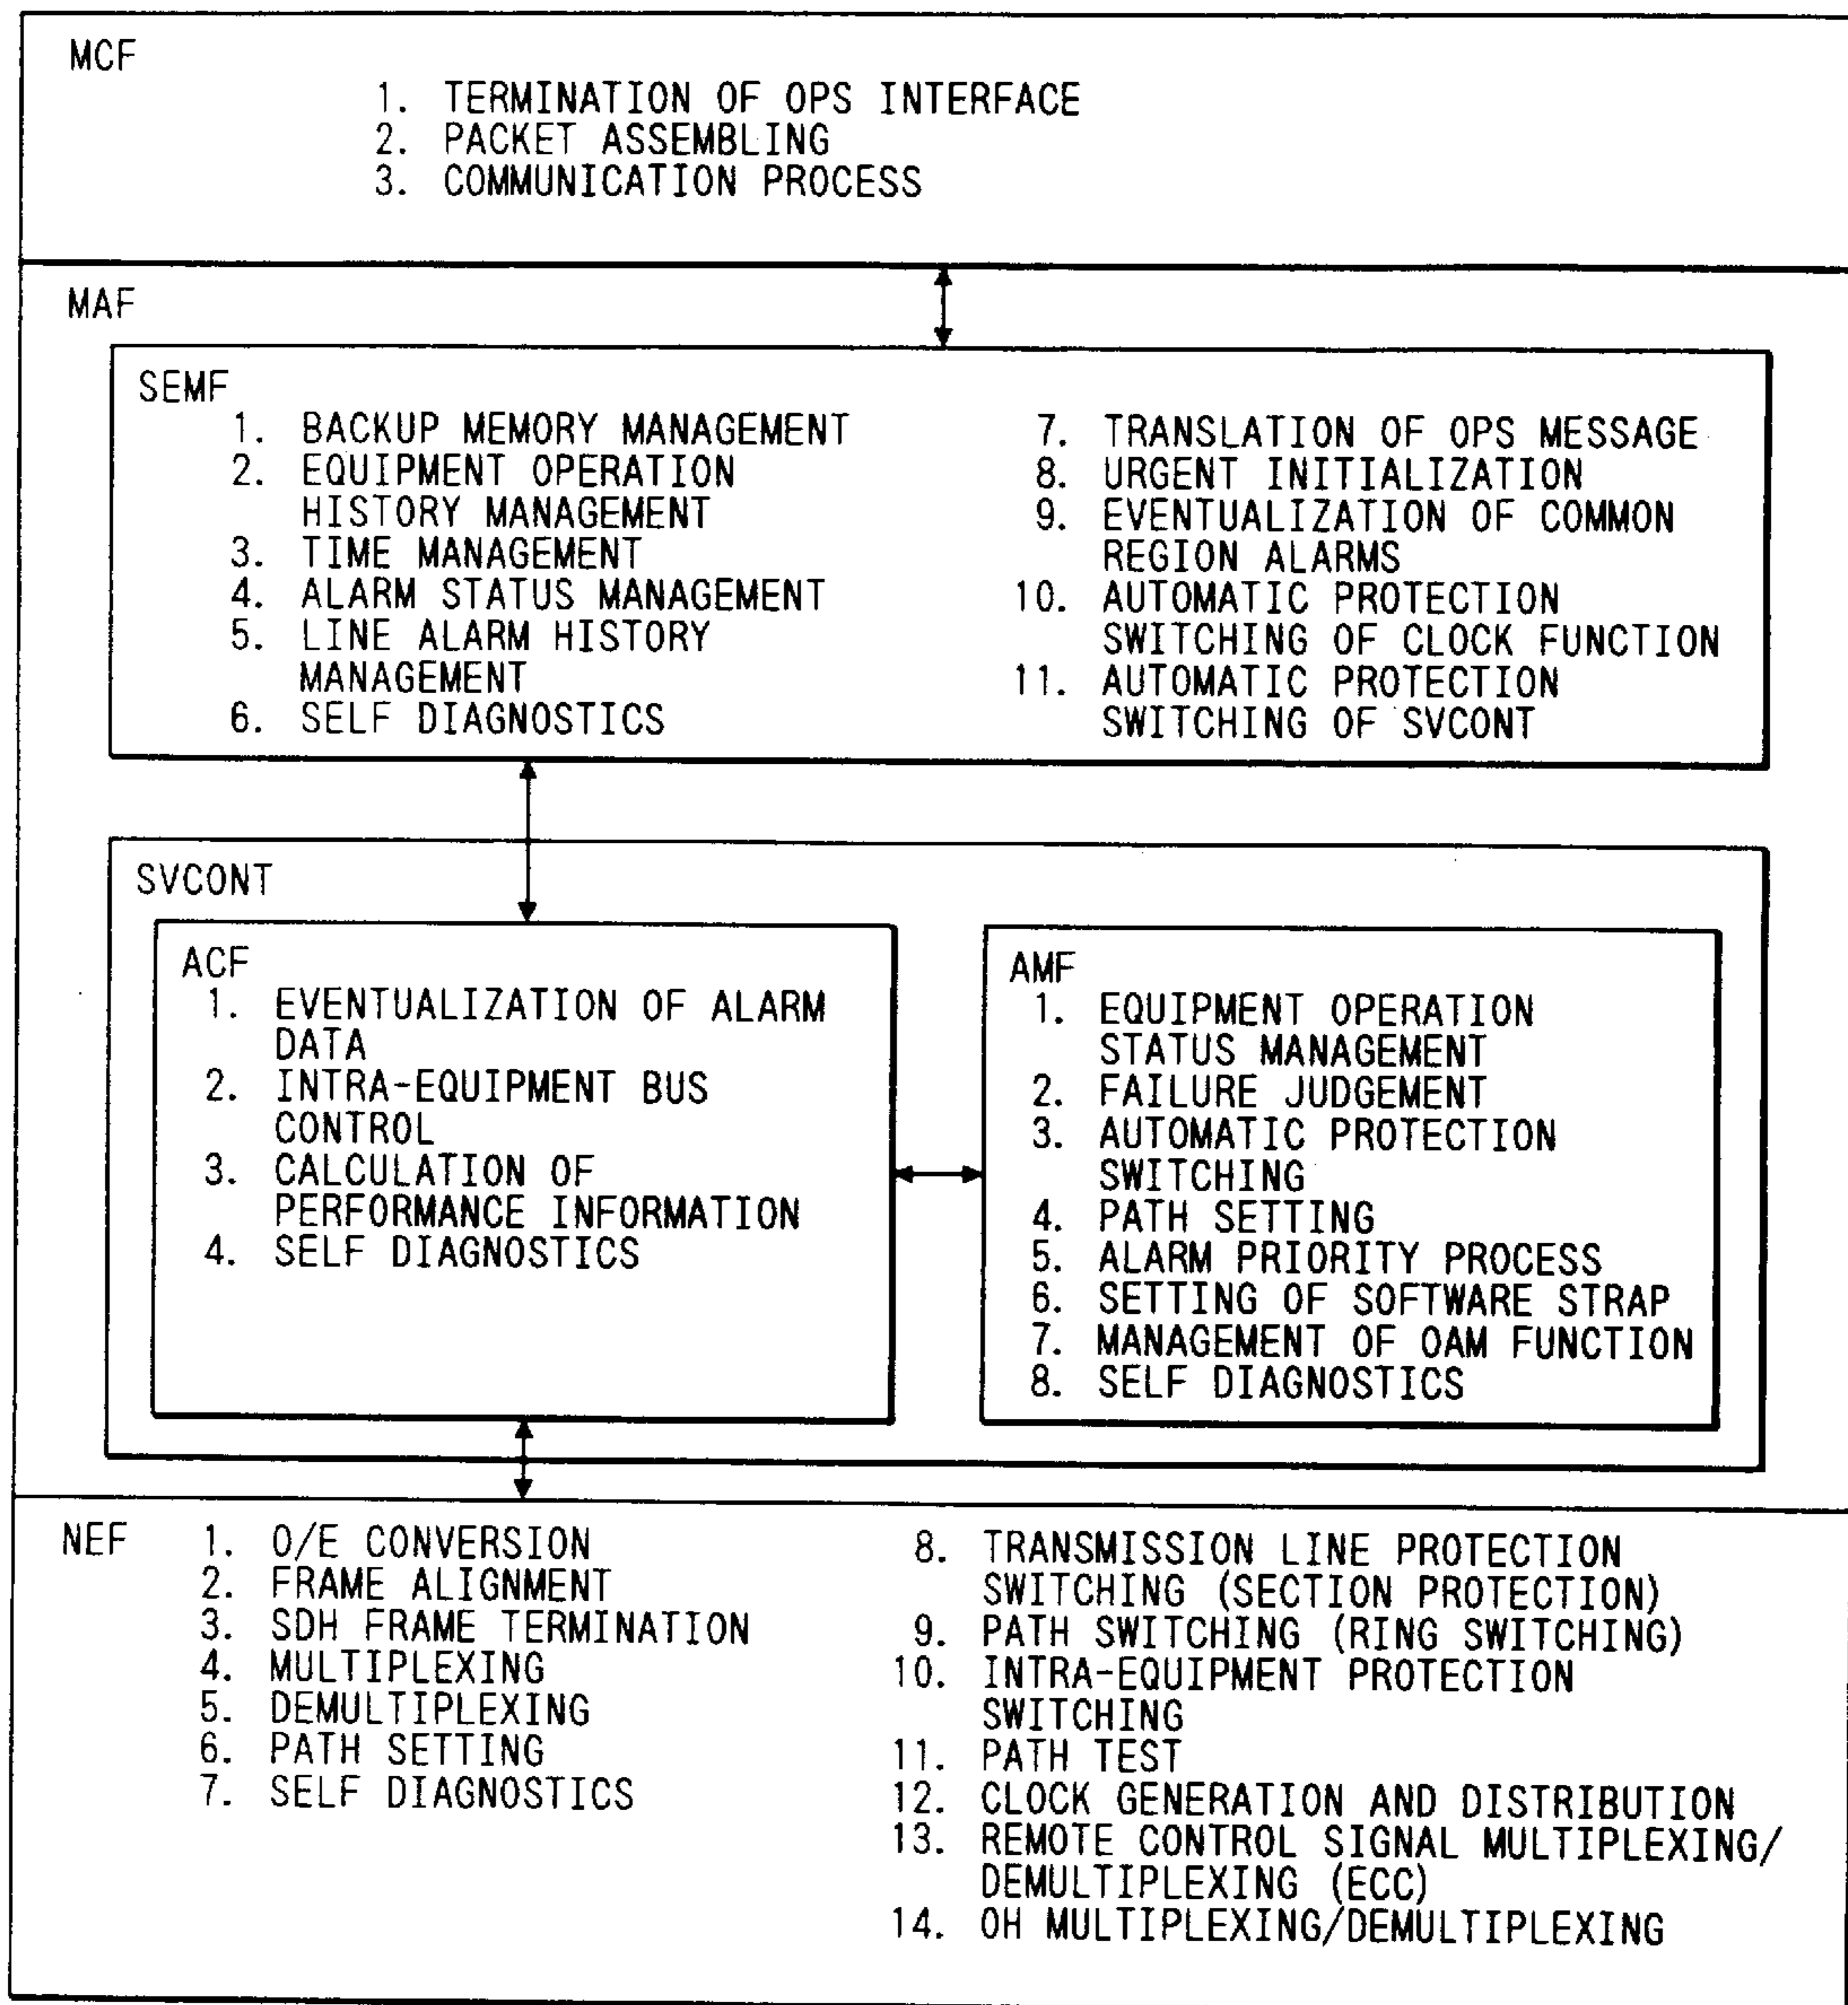 MCF
1. TERMINATION OF OPS INTERFACE
2. PACKET ASSEMBLING
3. COMMUNICATION PROCESS
MAF
SEMF
1. BACKUP MEMORY MANAGEMENT
2. EQUIPMENT OPERATION
HISTORY MANAGEMENT
3. TIME MANAGEMENT
4. ALARM STATUS MANAGEMENT
5. LINE ALARM HISTORY
MANAGEMENT
6. SELF DIAGNOSTICS
7. TRANSLATION OF OPS MESSAGE
8. URGENT INITIALIZATION
9. EVENTUALIZATION OF COMMON
REGION ALARMS
10. AUTOMATIC PROTECTION
SWITCHING OF CLOCK FUNCTION
11. AUTOMATIC PROTECTION
SWITCHING OF SVCONT
SVCONT
ACF
1. EVENTUALIZATION OF ALARM
DATA
2. INTRA-EQUIPMENT BUS
CONTROL
3. CALCULATION OF
PERFORMANCE INFORMATION
4. SELF DIAGNOSTICS
AMF
1. EQUIPMENT OPERATION
STATUS MANAGEMENT
2. FAILURE JUDGEMENT
3. AUTOMATIC PROTECTION
SWITCHING
4. PATH SETTING
5. ALARM PRIORITY PROCESS
6. SETTING OF SOFTWARE STRAP
7. MANAGEMENT OF OAM FUNCTION
8. SELF DIAGNOSTICS
NEF
1. O/E CONVERSION
2. FRAME ALIGNMENT
3. SDH FRAME TERMINATION
4. MULTIPLEXING
5. DEMULTIPLEXING
6. PATH SETTING
7. SELF DIAGNOSTICS
8. TRANSMISSION LINE PROTECTION
SWITCHING (SECTION PROTECTION)
9. PATH SWITCHING (RING SWITCHING)
10. INTRA-EQUIPMENT PROTECTION
SWITCHING
11. PATH TEST
12. CLOCK GENERATION AND DISTRIBUTION
13. REMOTE CONTROL SIGNAL MULTIPLEXING/
DEMULTIPLEXING (ECC)
14. OH MULTIPLEXING/DEMULTIPLEXING